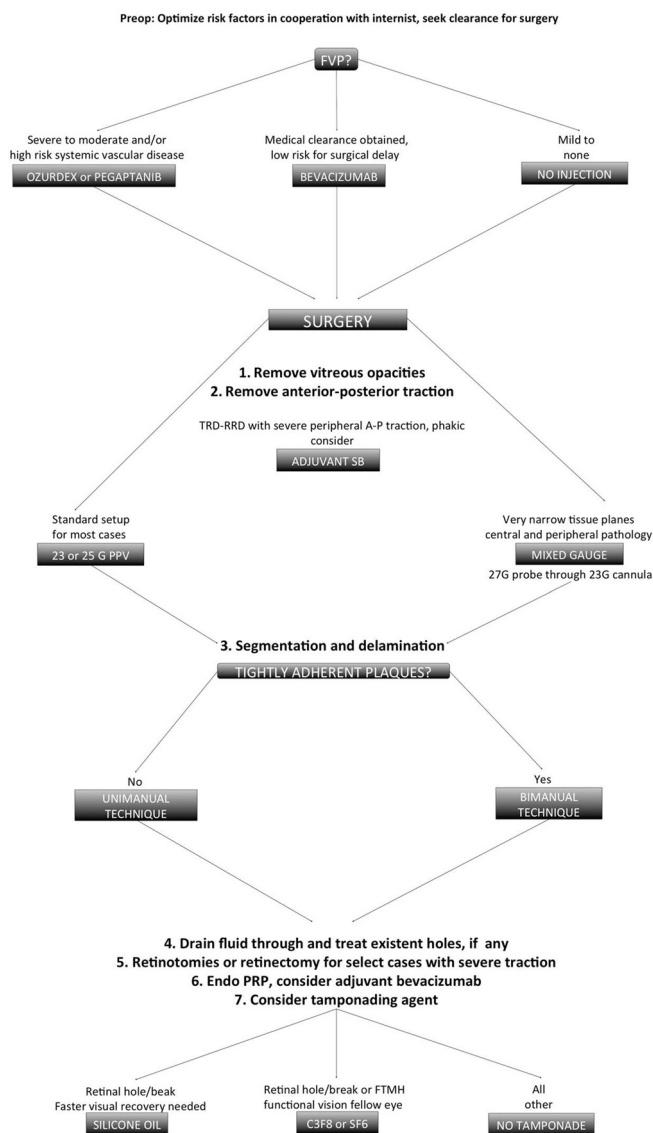 Preop: Optimize risk factors in cooperation with internist, seek clearance for surgery
FVP?
Severe to moderate and/or
high risk systemic vascular disease
OZURDEX or PEGAPTANIB
Medical clearance obtained,
low risk for surgical delay
BEVACIZUMAB
Mild to
none
NO INJECTION
SURGERY
1. Remove vitreous opacities
2. Remove anterior-posterior traction
TRD-RRD with severe peripheral A-P traction, phakic
consider
ADJUVANT SB
Standard setup
for most cases
23 or 25 G PPV
Very narrow tissue planes
central and peripheral pathology
MIXED GAUGE
27G probe through 23G cannula
3. Segmentation and delamination
TIGHTLY ADHERENT PLAQUES?
No
UNIMANUAL
TECHNIQUE
Yes
BIMANUAL
TECHNIQUE
4. Drain fluid through and treat existent holes, if any
5. Retinotomies or retinectomy for select cases with severe traction
6. Endo PRP, consider adjuvant bevacizumab
7. Consider tamponading agent
Retinal hole/beak
Faster visual recovery needed
SILICONE OIL
Retinal hole/break or FTMH
functional vision fellow eye
C3F8 or SF6
All
other
NO TAMPONADE